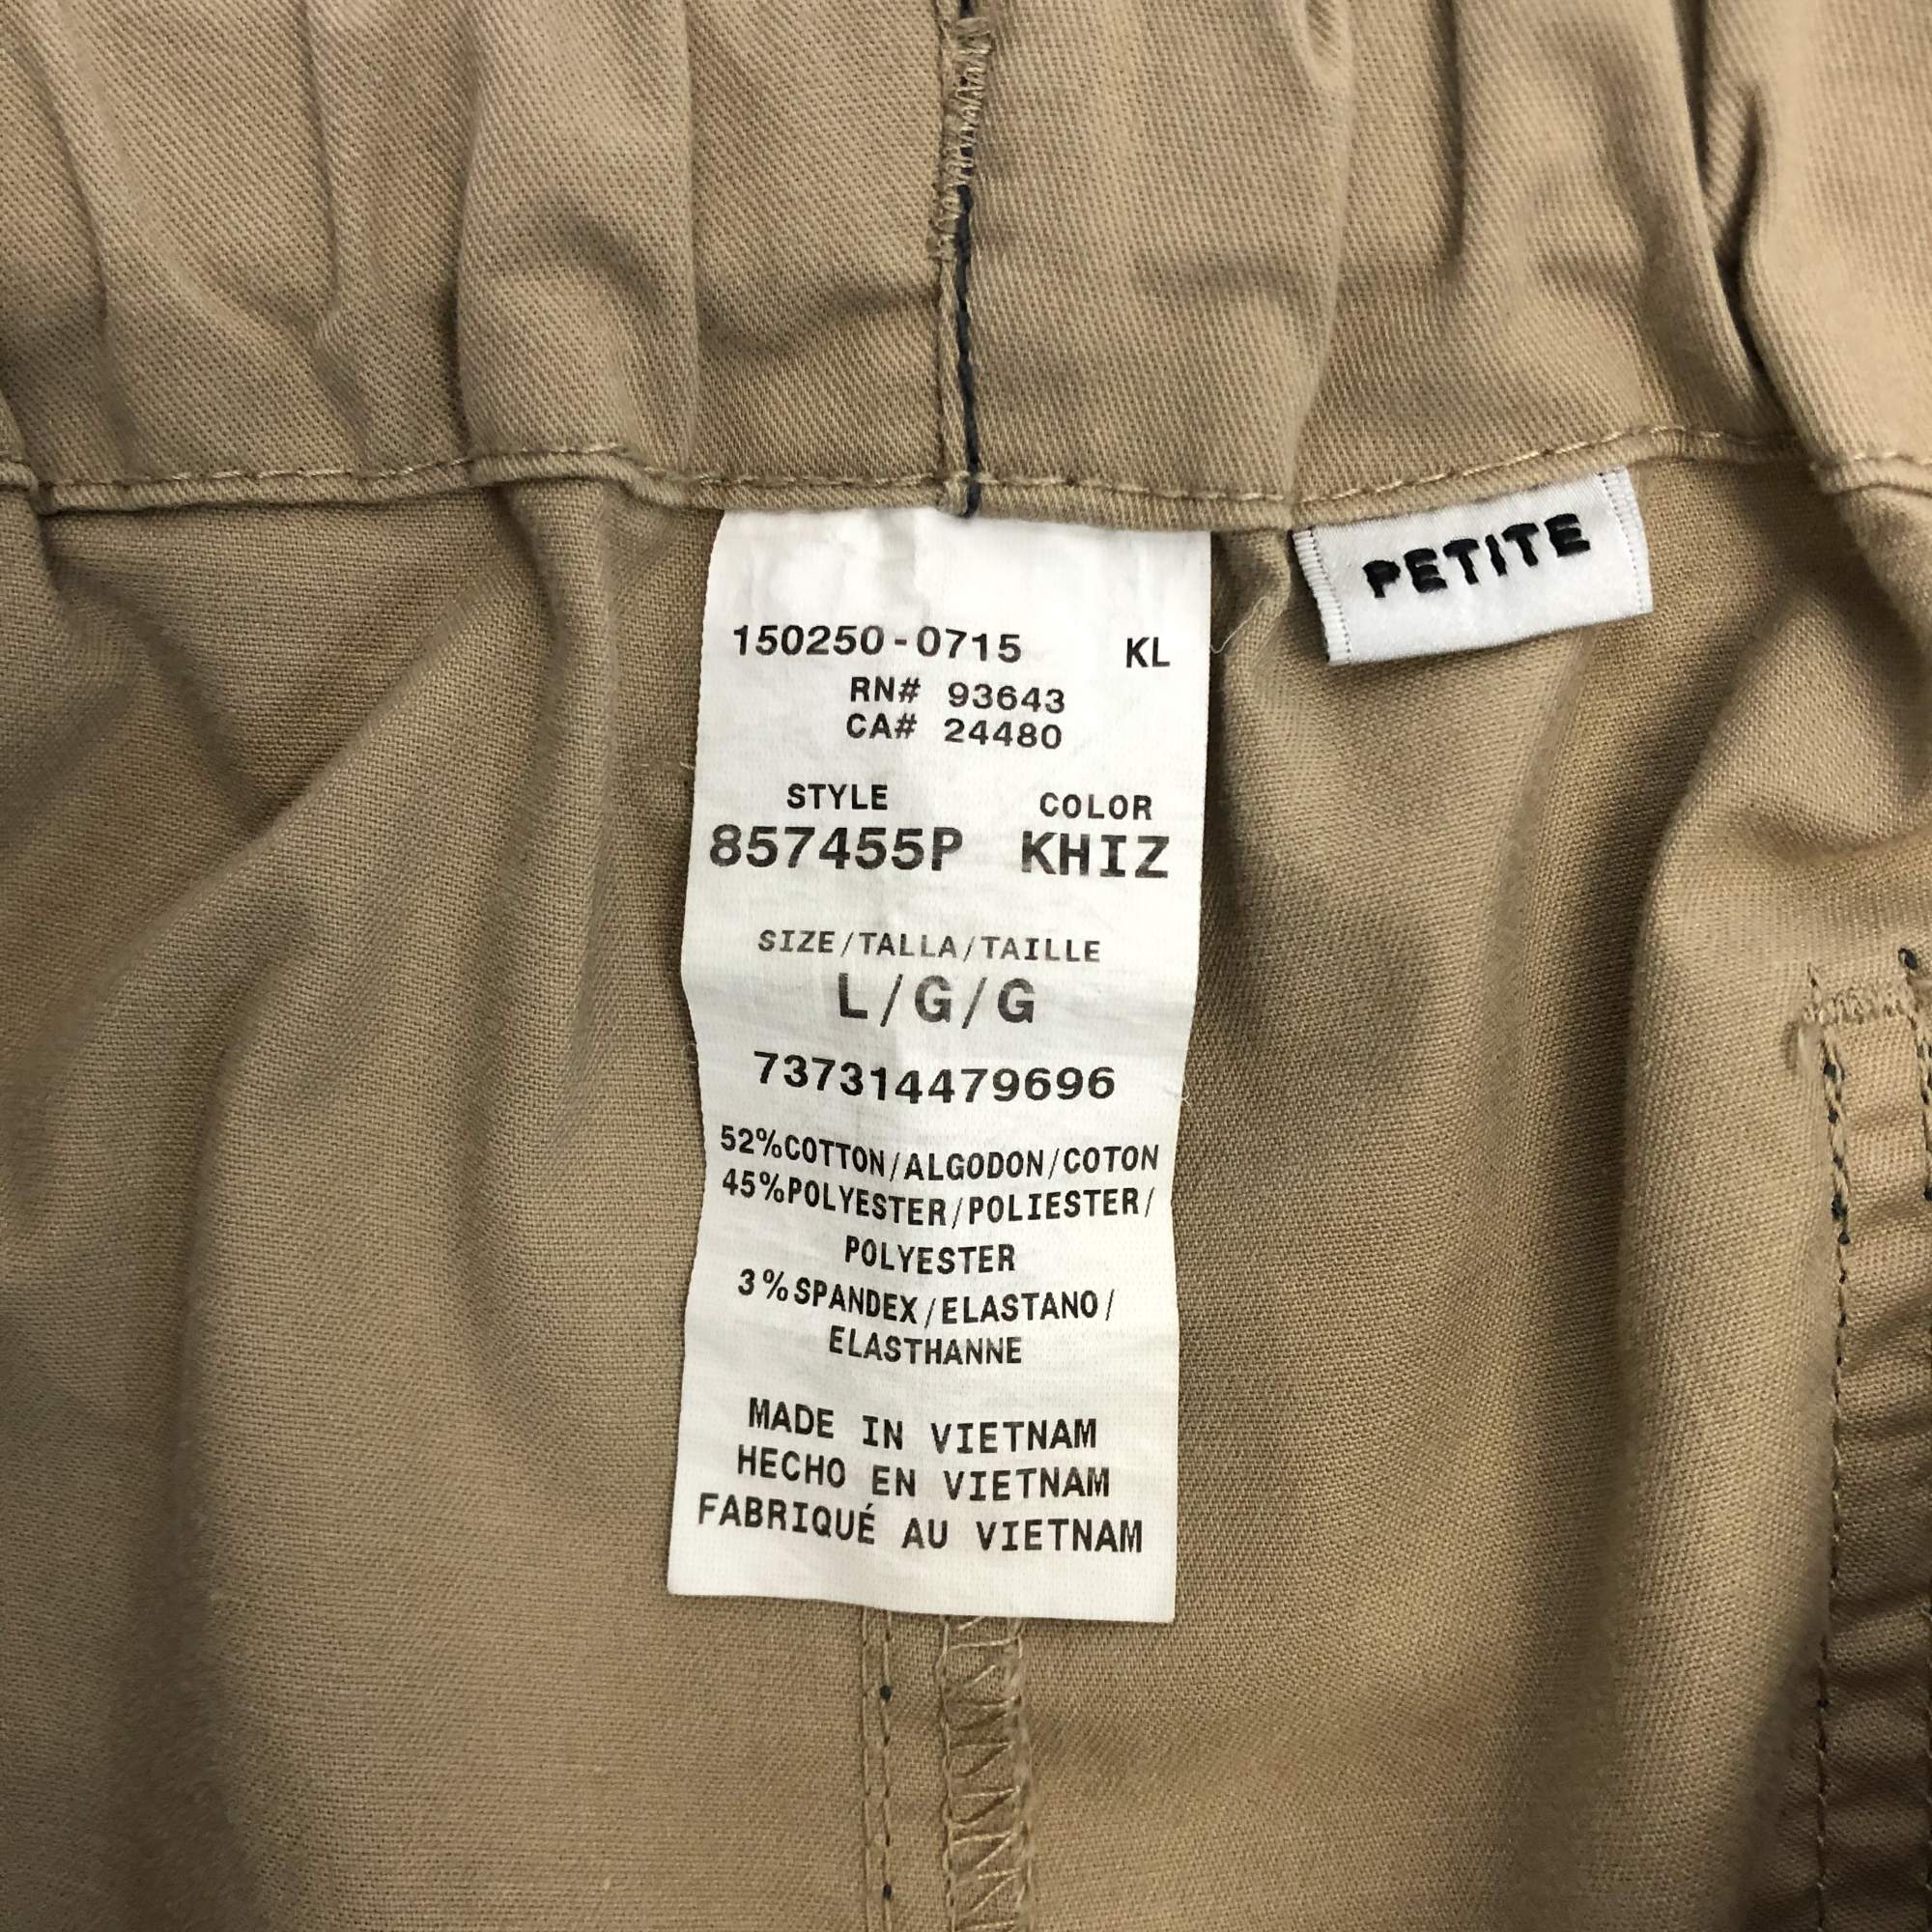 PETITE
150250-0715 KL
RN# 93643
CA# 24480
STYLE COLOR
857455P KHIZ
SIZE/TALLA/TAILLE
L/G/G
737314479696
52%COTTON/ALGODON/COTON
45%POLYESTER/POLIESTER/
POLYESTER
3%SPANDEX/ELASTANO/
ELASTHANNE
MADE IN VIETNAM
HECHO EN VIETNAM
FABRIQUÉ AU VIETNAM